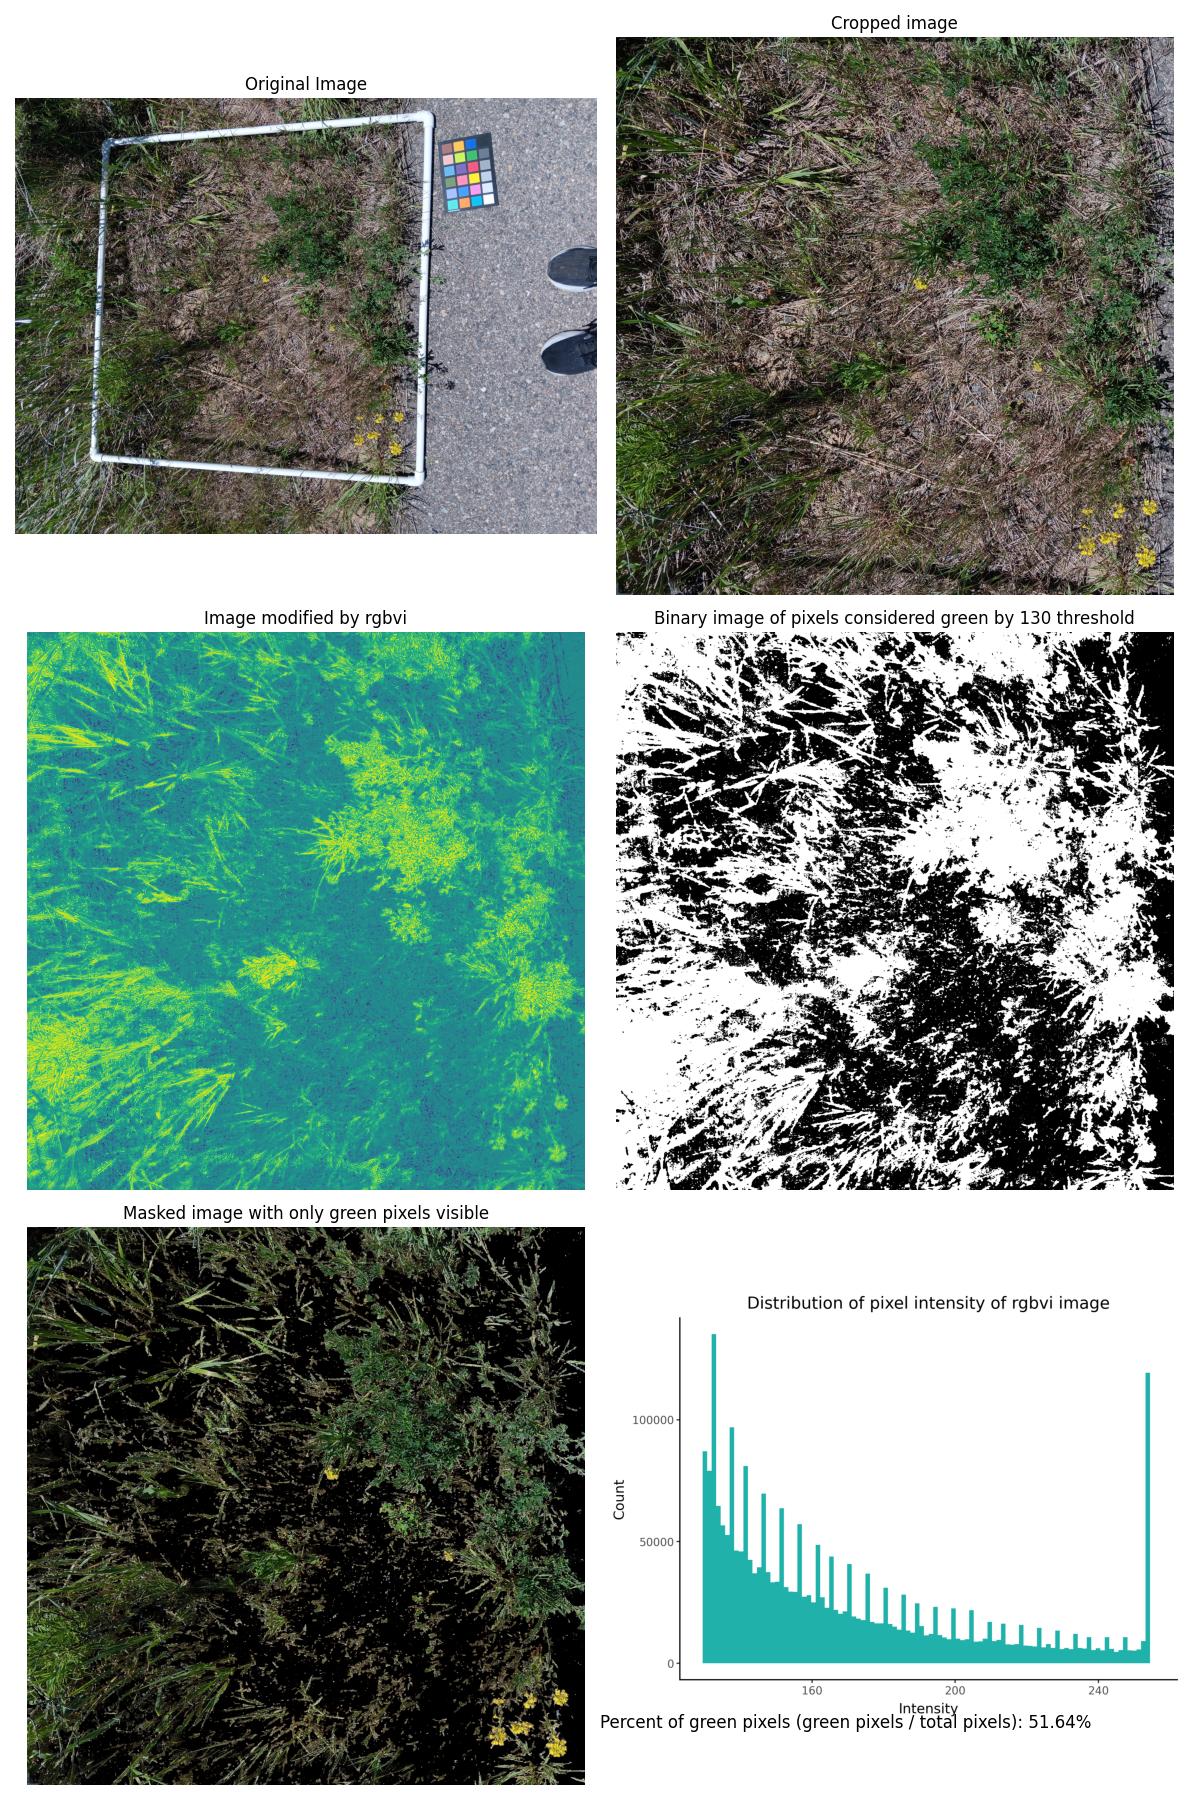 Cropped image
Original Image
Image modified by rgbvi
Binary image of pixels considered green by 130 threshold
Masked image with only green pixels visible
Distribution of pixel intensity of rgbvi image
Count
100000
50000
0
160
200
240
Intensity
Percent of green pixels (green pixels / total pixels): 51.64%